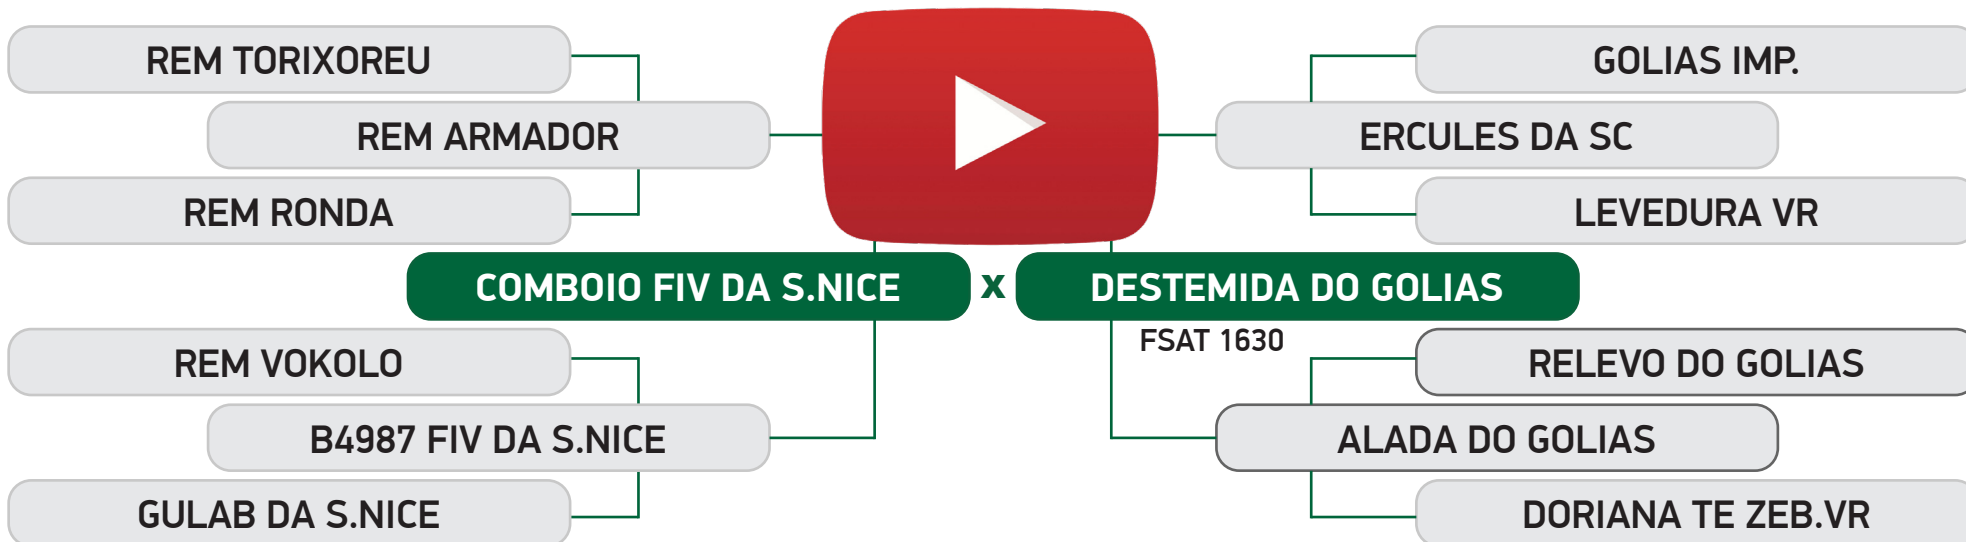 REM TORIXOREU
GOLIAS IMP.
REM ARMADOR
ERCULES DA SC
REM RONDA
LEVEDURA VR
COMBOIO FIV DA S.NICE
x
DESTEMIDA DO GOLIAS
FSAT 1630
REM VOKOLO
RELEVO DO GOLIAS
B4987 FIV DA S.NICE
ALADA DO GOLIAS
GULAB DA S.NICE
DORIANA TE ZEB.VR